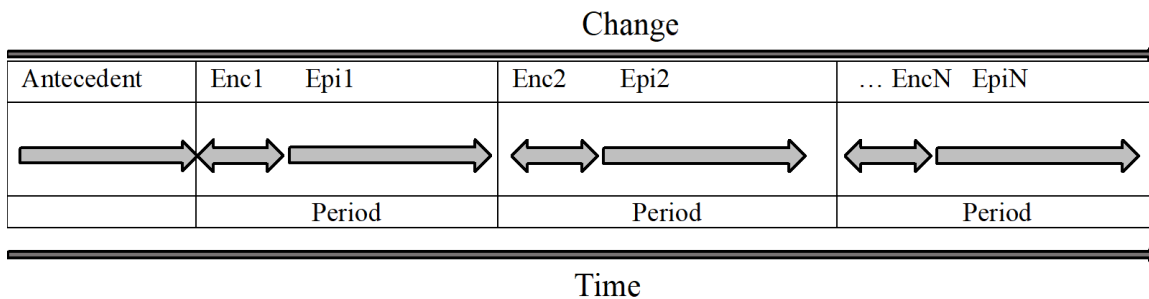 Change
Antecedent Enc1 Epi1 Enc2 Epi2 … EncN EpiN
Period Period Period
Time